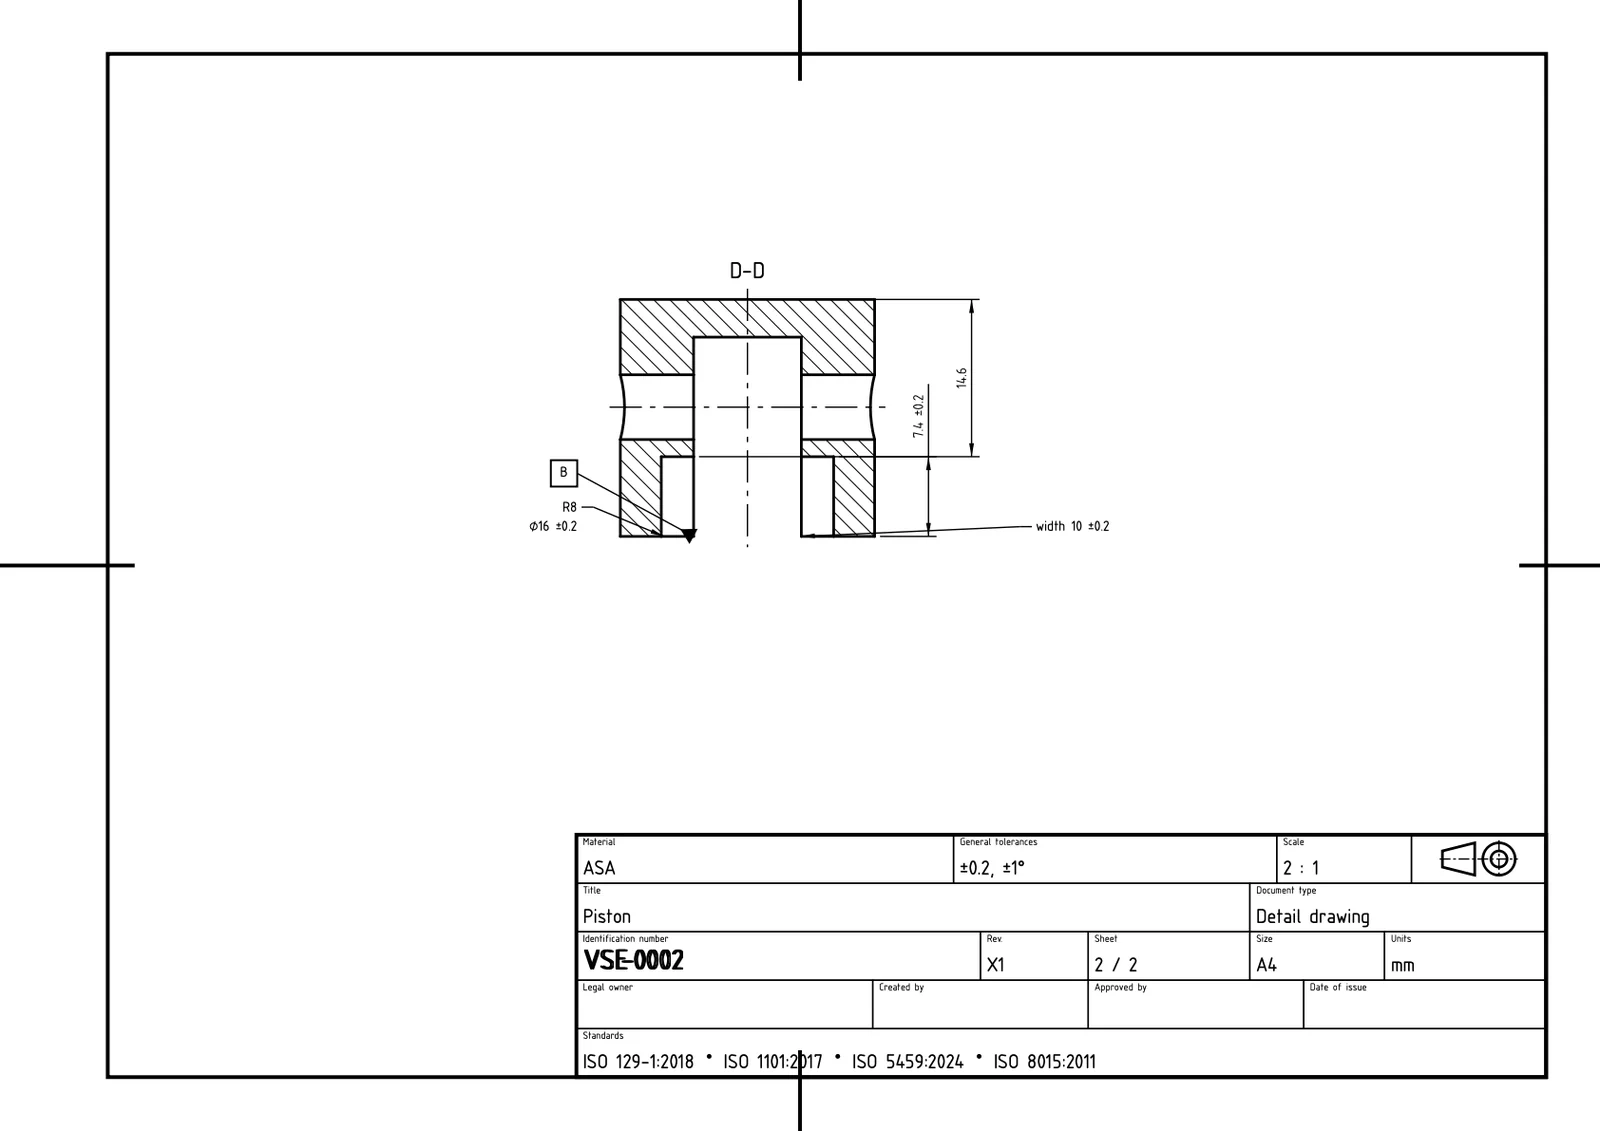 D-D
14.6
7.4 ±0.2
B
R8
⌀16 ±0.2
width 10 ±0.2
Material
ASA
General tolerances
±0.2, ±1°
Scale
2 : 1
Title
Piston
Document type
Detail drawing
Identification number
VSE-0002
Rev.
X1
Sheet
2 / 2
Size
A4
Units
mm
Legal owner
Created by
Approved by
Date of issue
Standards
ISO 129-1:2018 • ISO 1101:2017 • ISO 5459:2024 • ISO 8015:2011